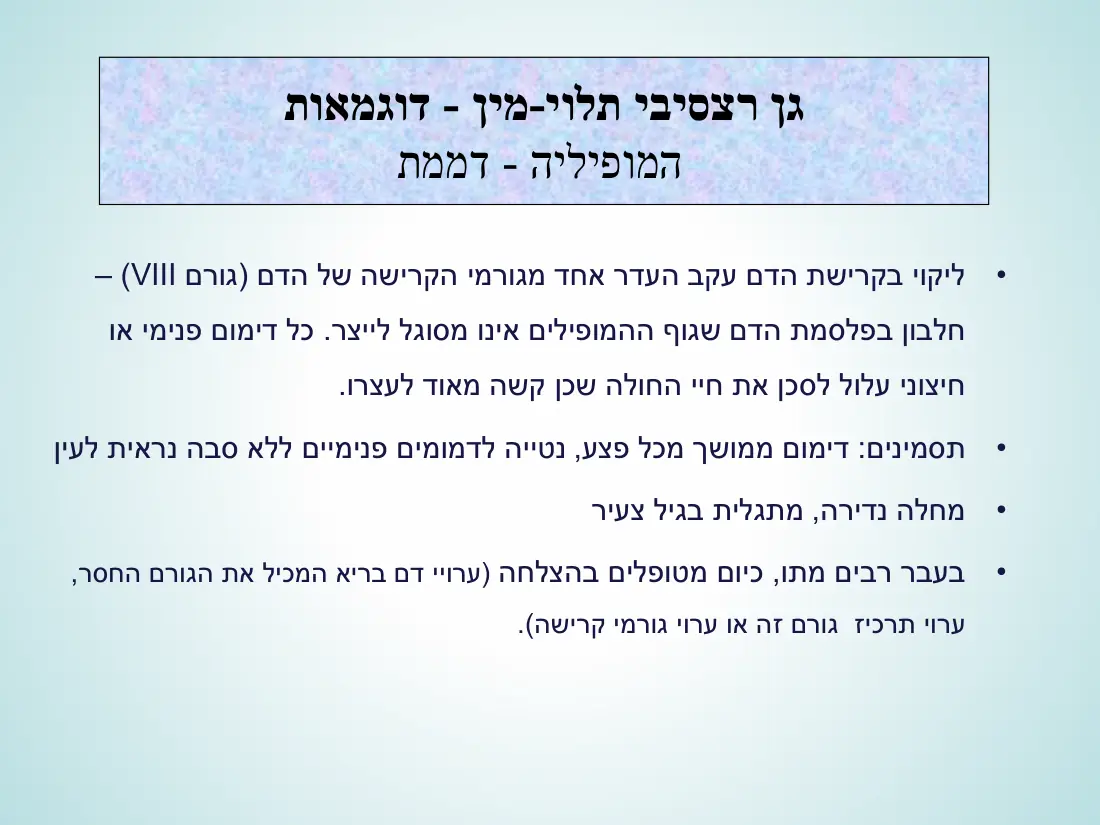 גן רצסיבי תלוי-מין - דוגמאות
המופיליה - דממת
• ליקוי בקרישת הדם עקב העדר אחד מגורמי הקרישה של הדם (גורם VIII) –
חלבון בפלסמת הדם שגוף ההמופילים אינו מסוגל לייצר. כל דימום פנימי או
חיצוני עלול לסכן את חיי החולה שכן קשה מאוד לעצרו.
• תסמינים: דימום ממושך מכל פצע, נטייה לדמומים פנימיים ללא סבה נראית לעין
• מחלה נדירה, מתגלית בגיל צעיר
• בעבר רבים מתו, כיום מטופלים בהצלחה (ערויי דם בריא המכיל את הגורם החסר,
ערוי תרכיז  גורם זה או ערוי גורמי קרישה).